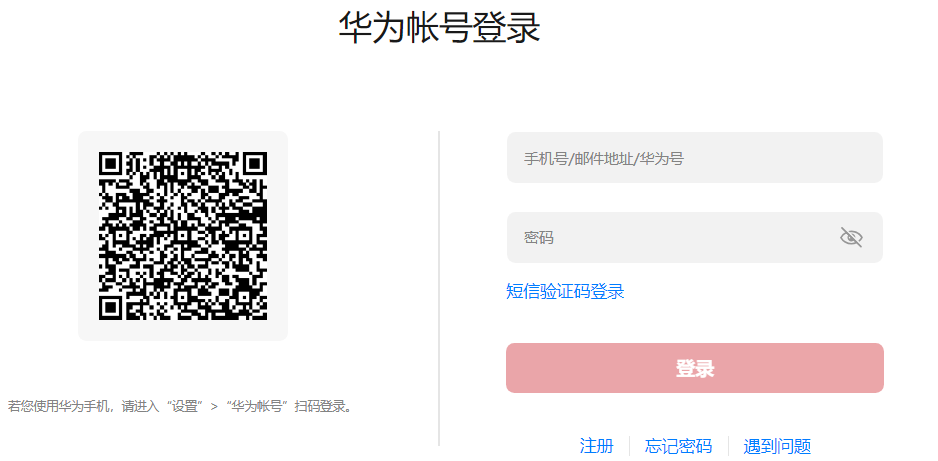 华为帐号登录
若您使用华为手机，请进入“设置”>“华为帐号”扫码登录。
手机号/邮件地址/华为号
密码
短信验证码登录
登录
注册 忘记密码 遇到问题